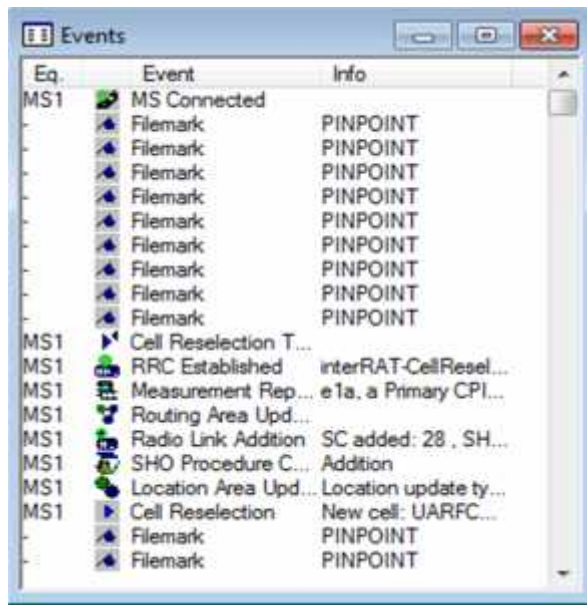 Events
Eq. Event Info
MS1 MS Connected
- Filemark PINPOINT
- Filemark PINPOINT
- Filemark PINPOINT
- Filemark PINPOINT
- Filemark PINPOINT
- Filemark PINPOINT
- Filemark PINPOINT
- Filemark PINPOINT
- Filemark PINPOINT
MS1 Cell Reselection T...
MS1 RRC Established interRAT-CellResel...
MS1 Measurement Rep... e1a, a Primary CPI...
MS1 Routing Area Upd...
MS1 Radio Link Addition SC added: 28 , SH...
MS1 SHO Procedure C... Addition
MS1 Location Area Upd... Location update ty...
MS1 Cell Reselection New cell: UARFC...
- Filemark PINPOINT
- Filemark PINPOINT